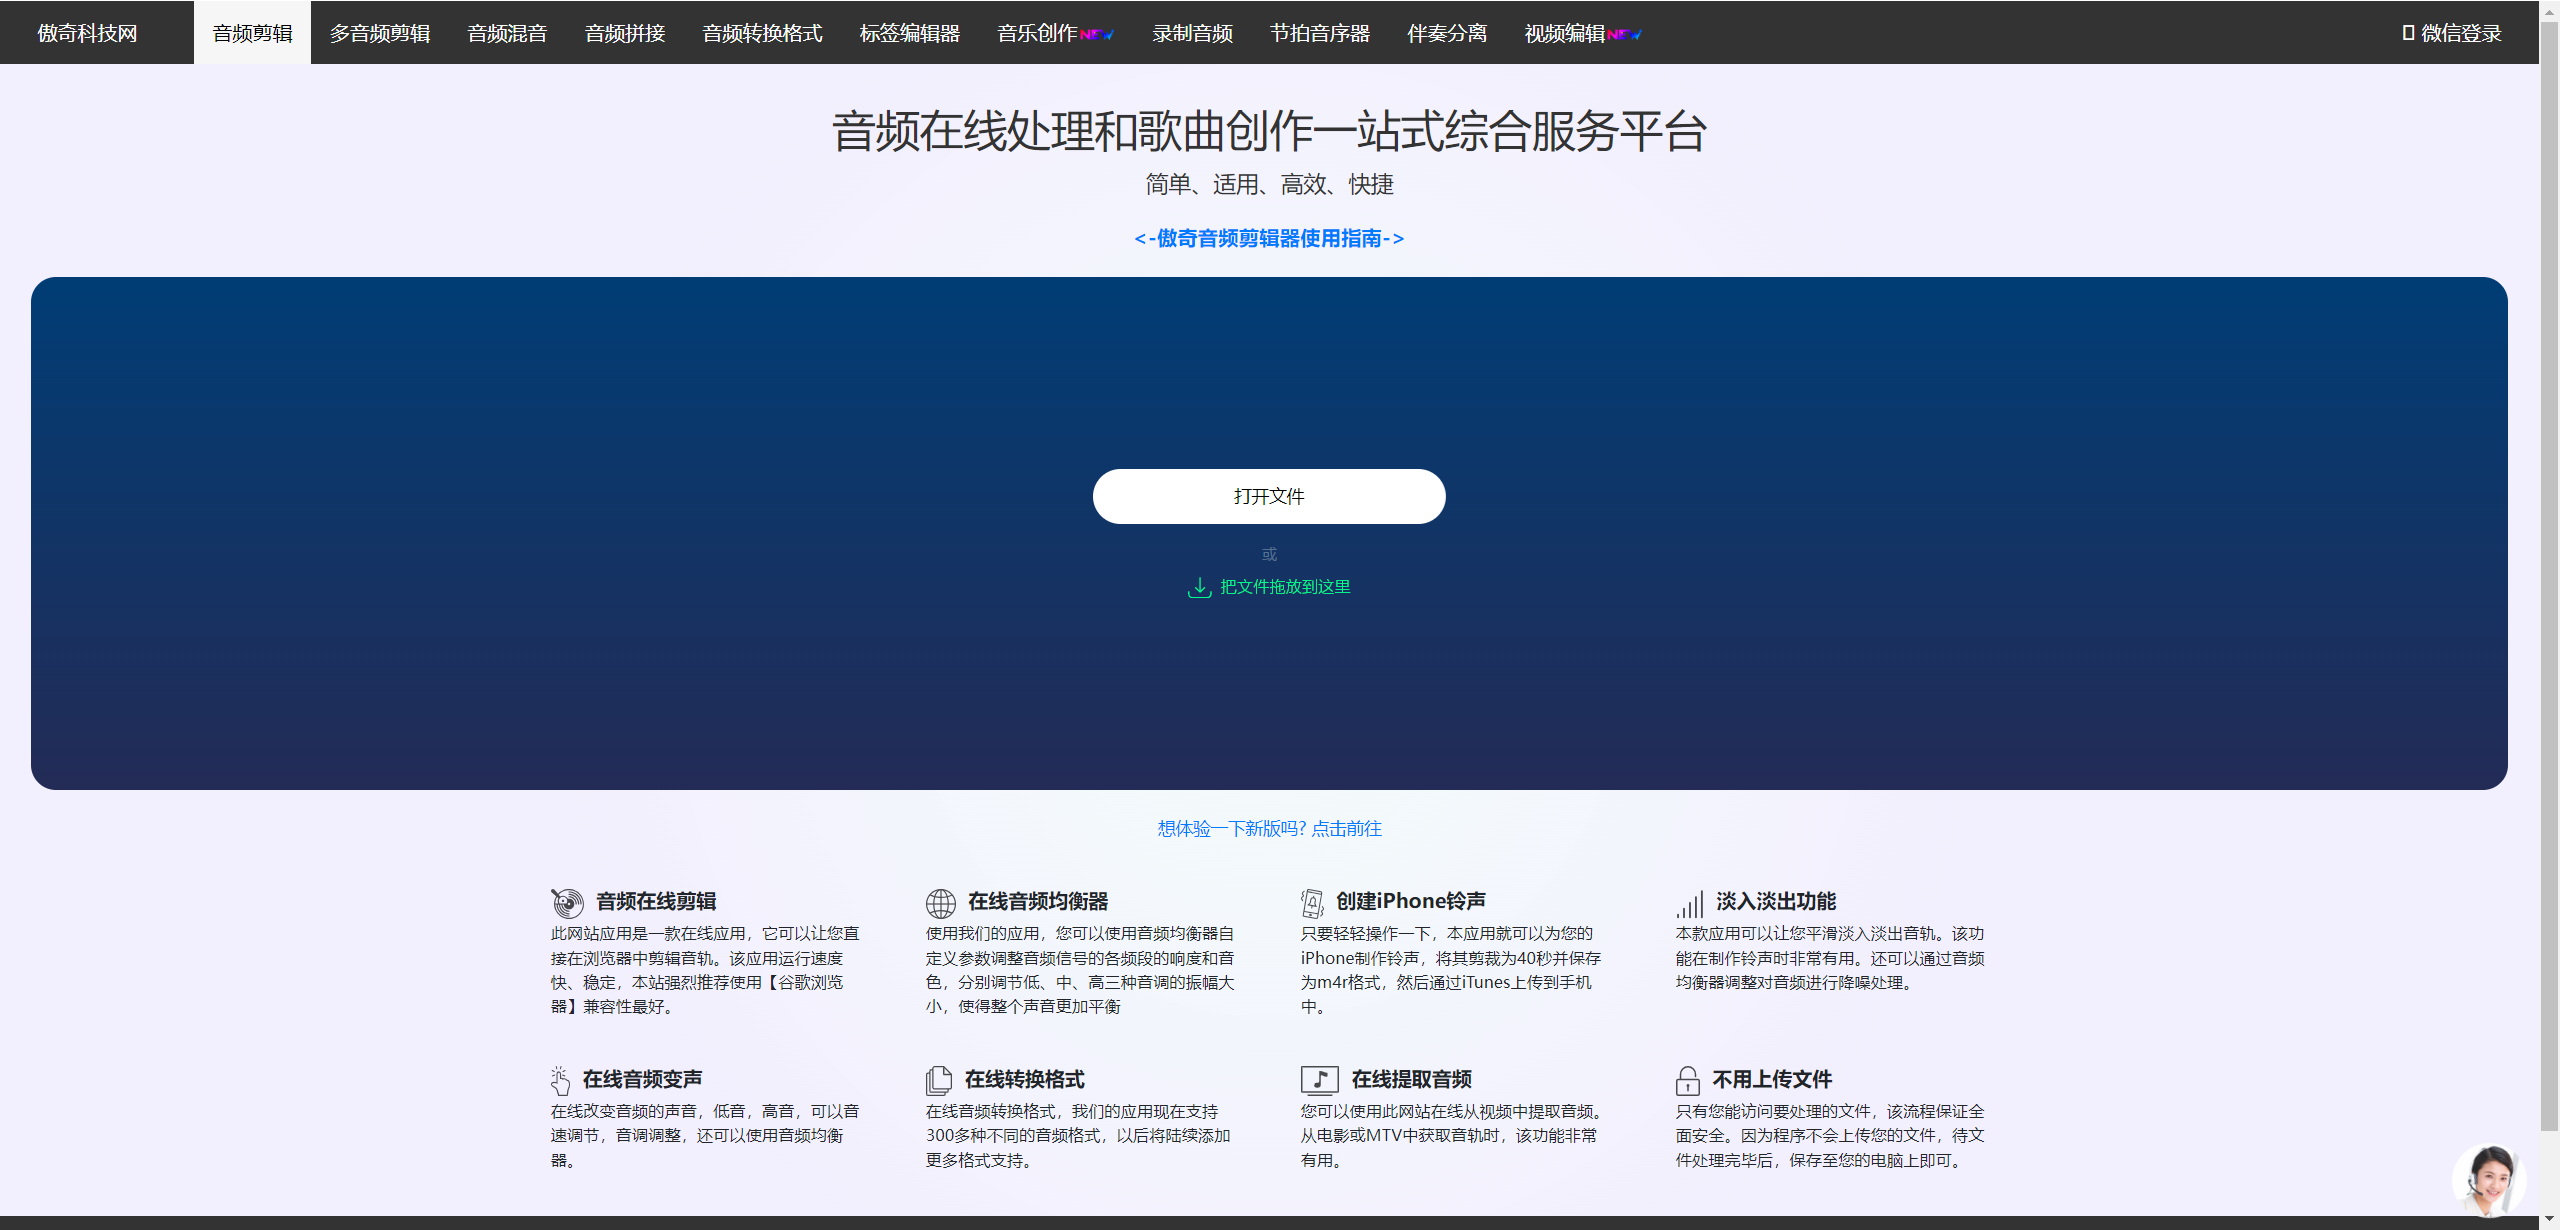 傲奇科技网 音频剪辑 多音频剪辑 音频混音 音频拼接 音频转换格式 标签编辑器 音乐创作NEW 录制音频 节拍音序器 伴奏分离 视频编辑NEW 微信登录
音频在线处理和歌曲创作一站式综合服务平台
简单、适用、高效、快捷
<-傲奇音频剪辑器使用指南->
打开文件
或
把文件拖放到这里
想体验一下新版吗? 点击前往
音频在线剪辑
此网站应用是一款在线应用，它可以让您直
接在浏览器中剪辑音轨。该应用运行速度
快、稳定，本站强烈推荐使用【谷歌浏览
器】兼容性最好。
在线音频均衡器
使用我们的应用，您可以使用音频均衡器自
定义参数调整音频信号的各频段的响度和音
色，分别调节低、中、高三种音调的振幅大
小，使得整个声音更加平衡
创建iPhone铃声
只要轻轻操作一下，本应用就可以为您的
iPhone制作铃声，将其剪裁为40秒并保存
为m4r格式，然后通过iTunes上传到手机
中。
淡入淡出功能
本款应用可以让您平滑淡入淡出音轨。该功
能在制作铃声时非常有用。还可以通过音频
均衡器调整对音频进行降噪处理。
在线音频变声
在线改变音频的声音，低音，高音，可以音
速调节，音调调整，还可以使用音频均衡
器。
在线转换格式
在线音频转换格式，我们的应用现在支持
300多种不同的音频格式，以后将陆续添加
更多格式支持。
在线提取音频
您可以使用此网站在线从视频中提取音频。
从电影或MTV中获取音轨时，该功能非常
有用。
不用上传文件
只有您能访问要处理的文件，该流程保证全
面安全。因为程序不会上传您的文件，待文
件处理完毕后，保存至您的电脑上即可。